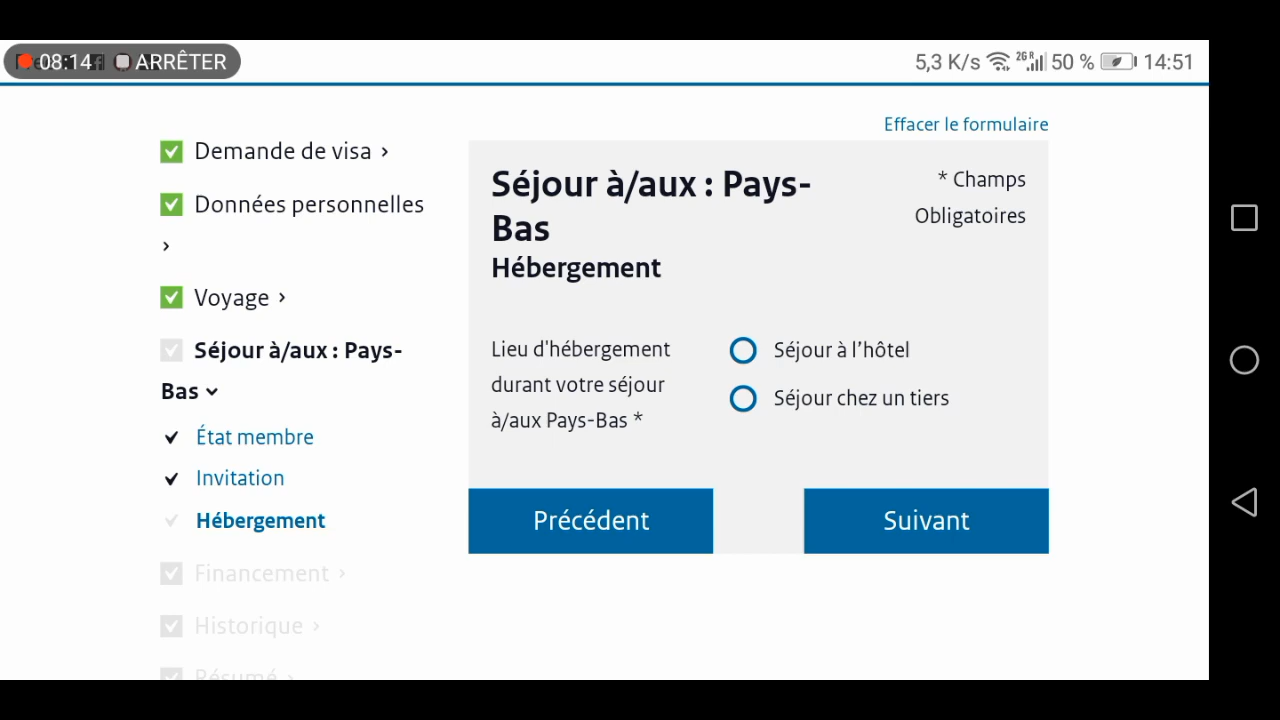 08:14 ARRÊTER
5,3 K/s 2G R 50 % 14:51
Effacer le formulaire
Demande de visa ›
Données personnelles
›
Voyage ›
Séjour à/aux : Pays-
Bas
État membre
Invitation
Hébergement
Financement ›
Historique ›
Résumé ›
Séjour à/aux : Pays-
Bas
* Champs
Obligatoires
Hébergement
Lieu d'hébergement
durant votre séjour
à/aux Pays-Bas *
Séjour à l’hôtel
Séjour chez un tiers
Précédent
Suivant